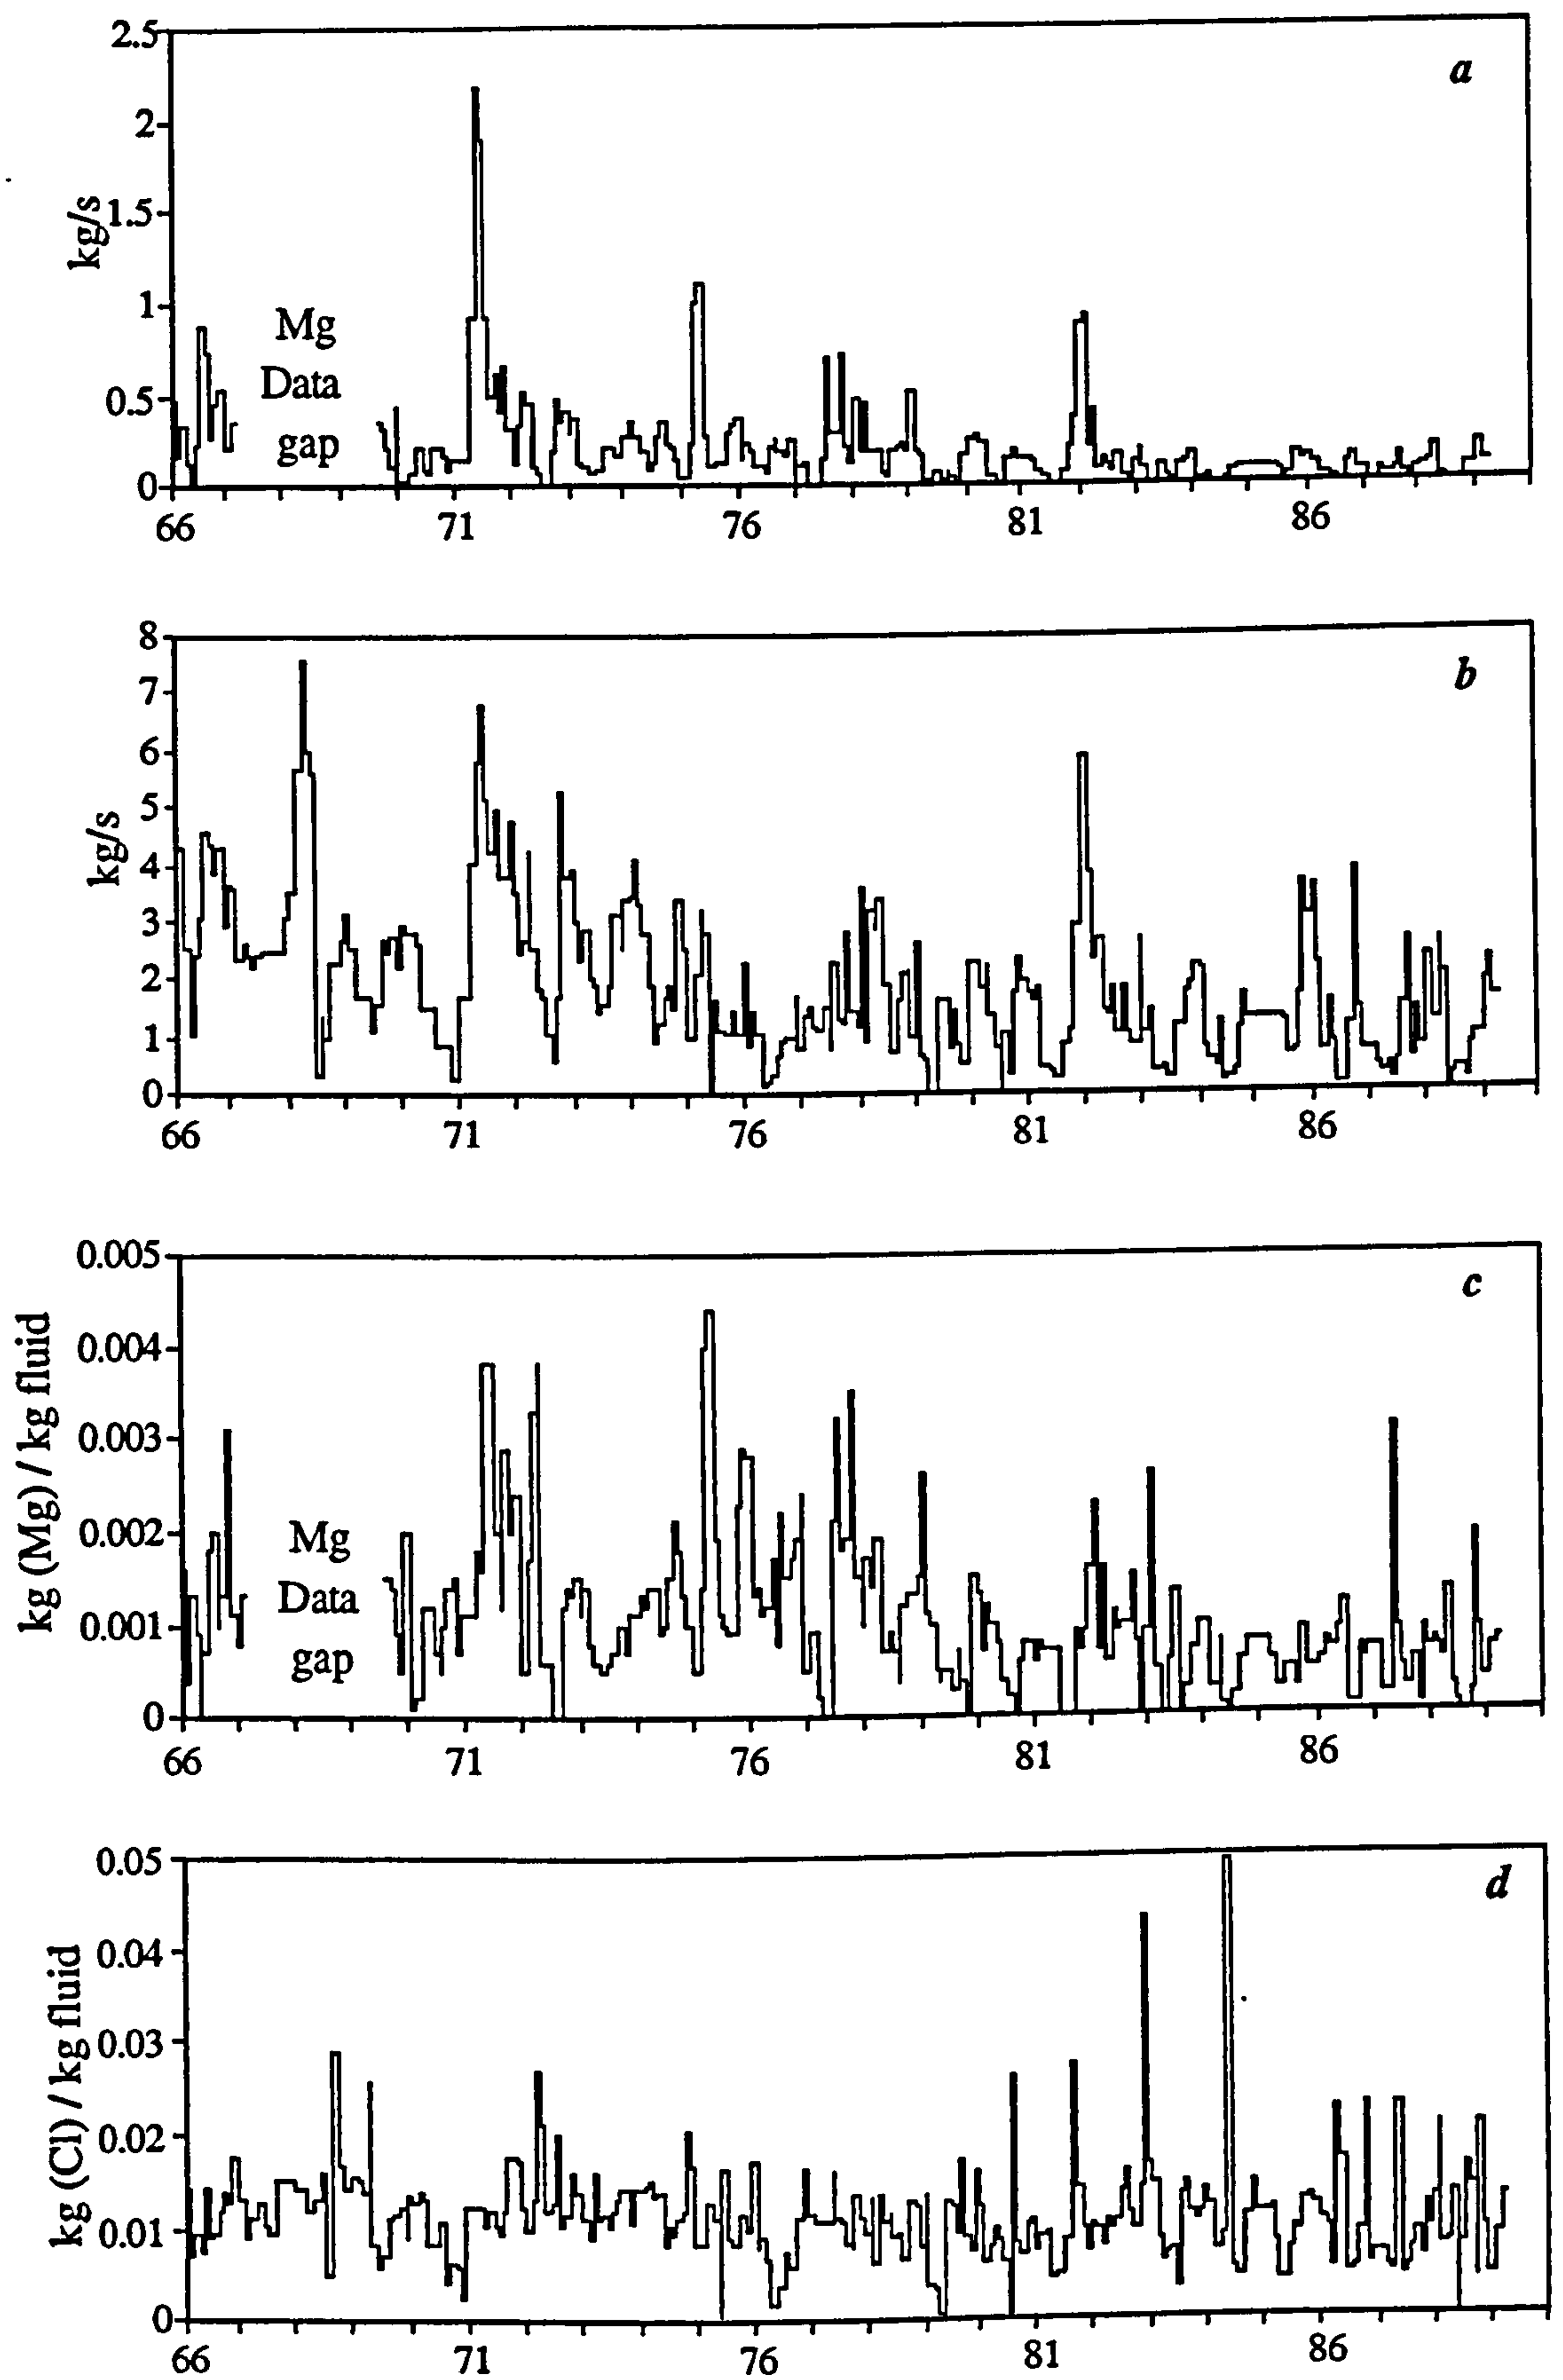 a
2.5
2
1.5
1
0.5
0
kg/s
Mg
Data
gap
66 71 76 81 86
b
8
7
6
5
4
3
2
1
0
kg/s
66 71 76 81 86
c
0.005
0.004
0.003
0.002
0.001
0
kg (Mg) / kg fluid
Mg
Data
gap
66 71 76 81 86
d
0.05
0.04
0.03
0.02
0.01
0
kg (Cl) / kg fluid
66 71 76 81 86